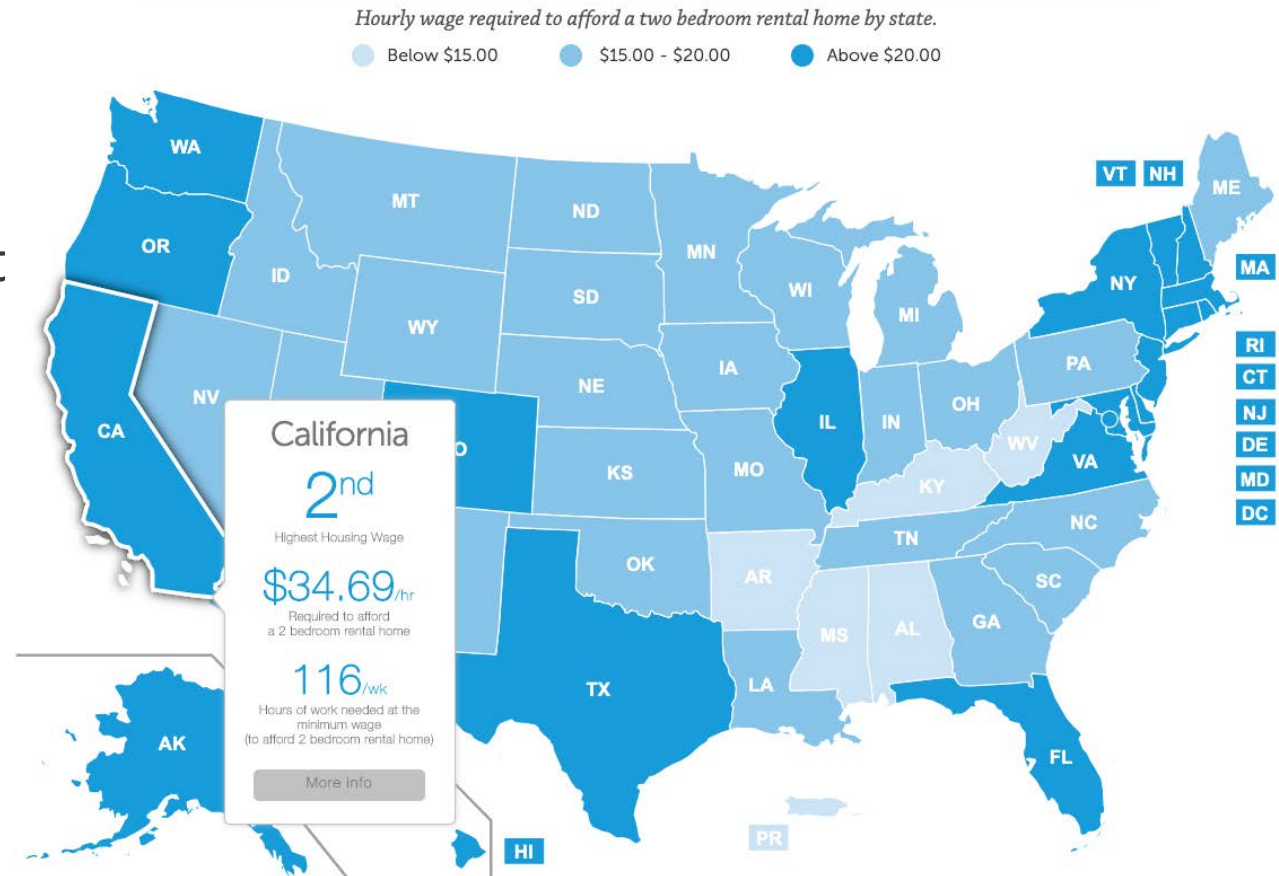 Hourly wage required to afford a two bedroom rental home by state.
Below $15.00
$15.00 - $20.00
Above $20.00
WA
MT
ND
MN
VT
NH
ME
OR
ID
SD
WI
MI
NY
MA
WY
NV
NE
IA
PA
RI
CT
CA
IL
IN
OH
NJ
DE
WV
VA
MD
DC
KS
MO
KY
O
California
2nd
Highest Housing Wage
$34.69/hr
Required to afford
a 2 bedroom rental home
116/wk
Hours of work needed at the
minimum wage
(to afford 2 bedroom rental home)
More Info
OK
AR
TN
NC
SC
MS
AL
GA
TX
LA
AK
FL
PR
HI
t